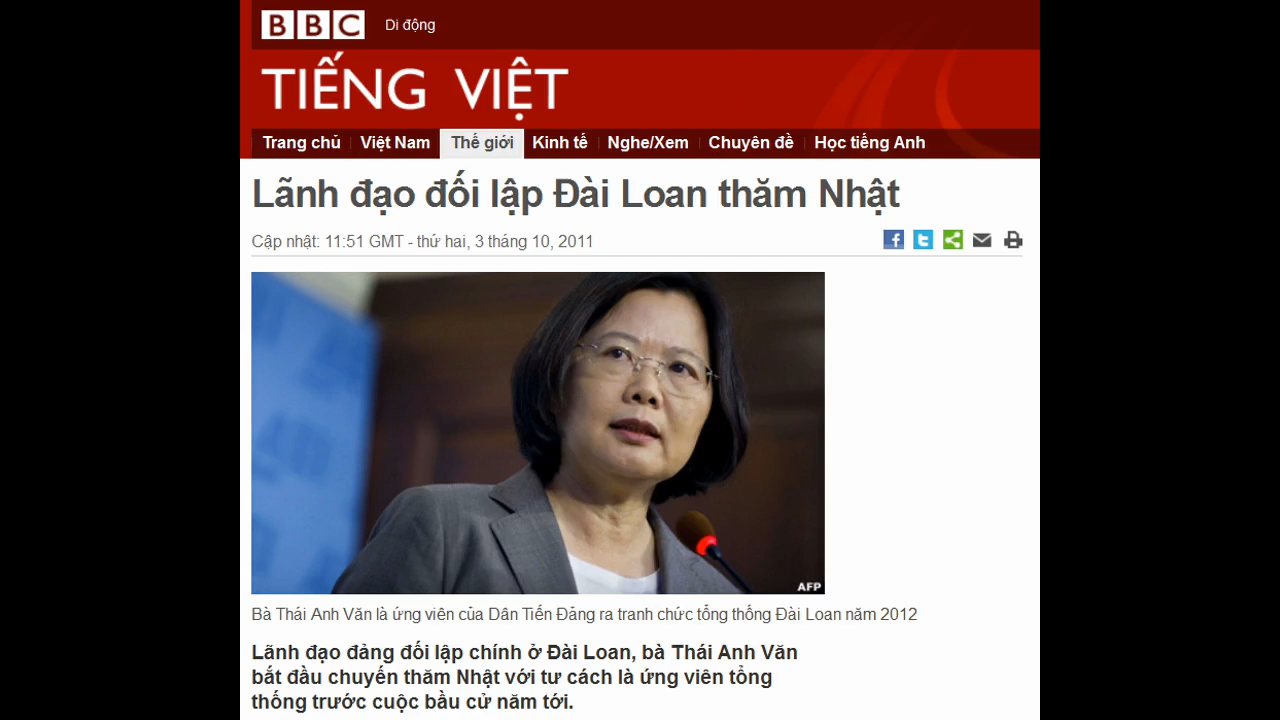 BBC Di động
TIẾNG VIỆT
Trang chủ Việt Nam Thế giới Kinh tế Nghe/Xem Chuyên đề Học tiếng Anh
Lãnh đạo đối lập Đài Loan thăm Nhật
Cập nhật: 11:51 GMT - thứ hai, 3 tháng 10, 2011
AFP
Bà Thái Anh Văn là ứng viên của Dân Tiến Đảng ra tranh chức tổng thống Đài Loan năm 2012
Lãnh đạo đảng đối lập chính ở Đài Loan, bà Thái Anh Văn
bắt đầu chuyến thăm Nhật với tư cách là ứng viên tổng
thống trước cuộc bầu cử năm tới.